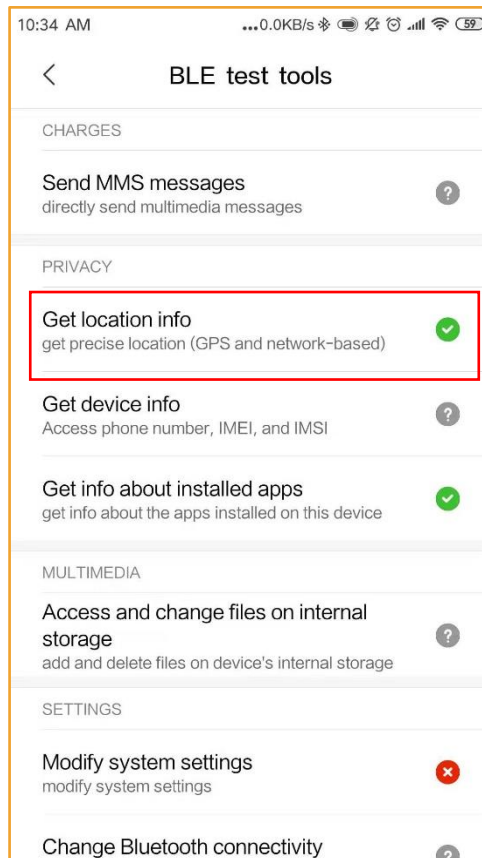 10:34 AM ...0.0KB/s 59
BLE test tools
CHARGES
Send MMS messages
directly send multimedia messages
PRIVACY
Get location info
get precise location (GPS and network-based)
Get device info
Access phone number, IMEI, and IMSI
Get info about installed apps
get info about the apps installed on this device
MULTIMEDIA
Access and change files on internal
storage
add and delete files on device's internal storage
SETTINGS
Modify system settings
modify system settings
Change Bluetooth connectivity